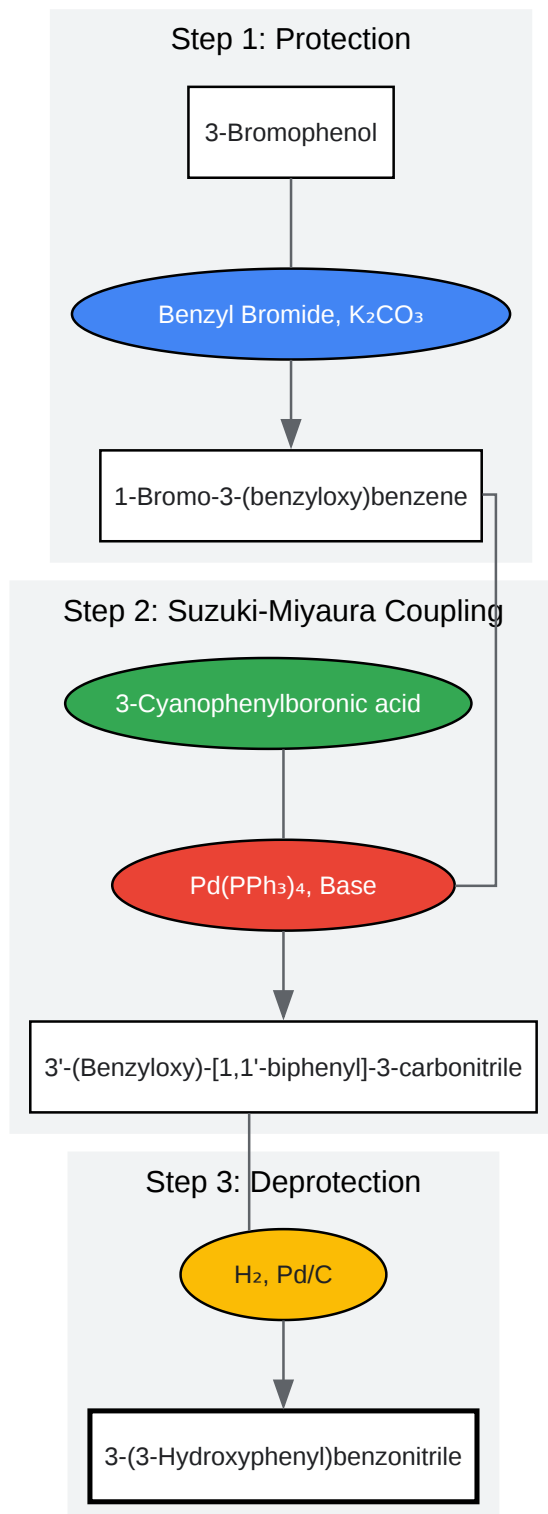 Step 1: Protection
3-Bromophenol
Benzyl Bromide, K₂CO₃
1-Bromo-3-(benzyloxy)benzene
Step 2: Suzuki-Miyaura Coupling
3-Cyanophenylboronic acid
Pd(PPh₃)₄, Base
3'-(Benzyloxy)-[1,1'-biphenyl]-3-carbonitrile
Step 3: Deprotection
H₂, Pd/C
3-(3-Hydroxyphenyl)benzonitrile